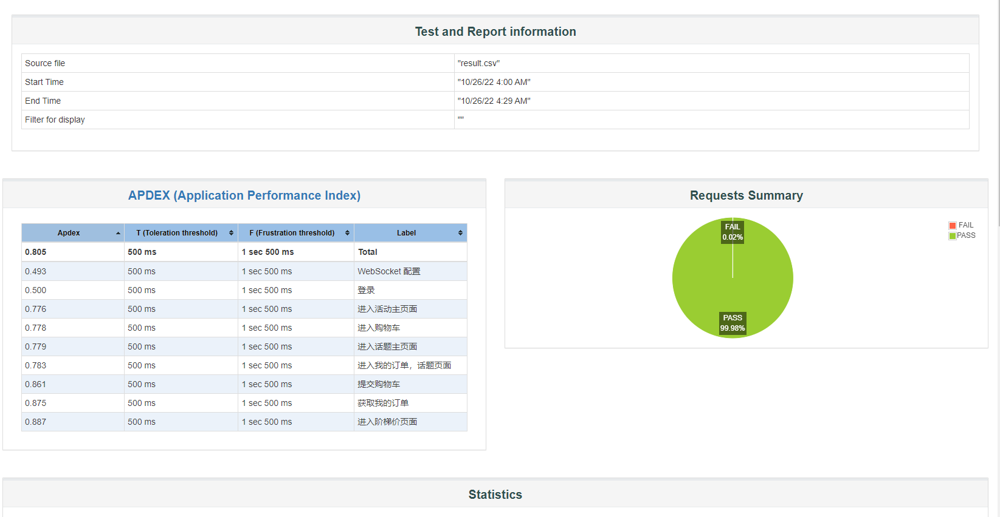 Test and Report information
Source file "result.csv"
Start Time "10/26/22 4:00 AM"
End Time "10/26/22 4:29 AM"
Filter for display ""
APDEX (Application Performance Index)
Apdex T (Toleration threshold) F (Frustration threshold) Label
0.805 500 ms 1 sec 500 ms Total
0.493 500 ms 1 sec 500 ms WebSocket 配置
0.500 500 ms 1 sec 500 ms 登录
0.776 500 ms 1 sec 500 ms 进入活动主页面
0.778 500 ms 1 sec 500 ms 进入购物车
0.779 500 ms 1 sec 500 ms 进入话题主页面
0.783 500 ms 1 sec 500 ms 进入我的订单，话题页面
0.861 500 ms 1 sec 500 ms 提交购物车
0.875 500 ms 1 sec 500 ms 获取我的订单
0.887 500 ms 1 sec 500 ms 进入阶梯价页面
Requests Summary
FAIL
0.02%
PASS
99.98%
FAIL
PASS
Statistics